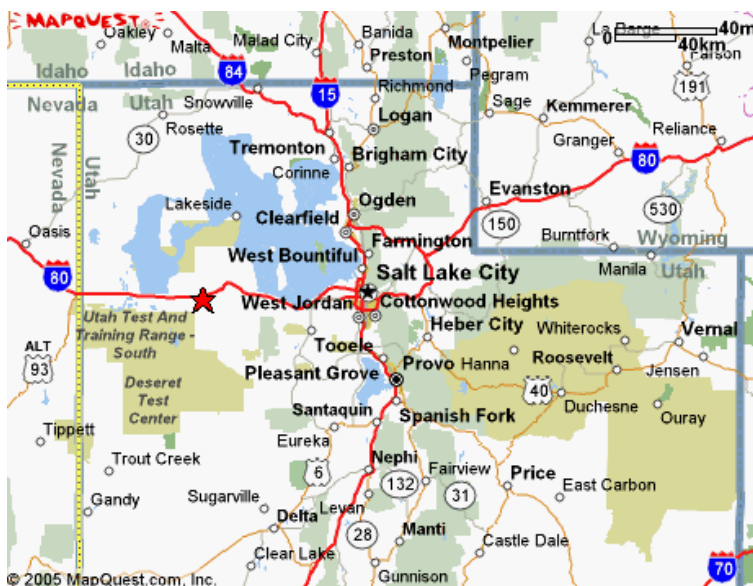 MAPQUEST
40m
40km
Oakley
Malta
Malad City
Banida
Preston
Montpelier
La Barge
Farson
Idaho
Idaho
84
15
Richmond
Pegram
191
Nevada
Utah
Snowville
Sage
Kemmerer
30
Rosette
Logan
Granger
Reliance
Tremonton
80
Nevada
Utah
Corinne
Brigham City
Evanston
Lakeside
Ogden
530
Oasis
Clearfield
150
Farmington
Burntfork
Wyoming
West Bountiful
Manila
Utah
80
Salt Lake City
West Jordan
Cottonwood Heights
Utah Test And
Training Range -
South
Heber City
Whiterocks
Vernal
ALT
93
Tooele
Provo
Hanna
Roosevelt
Jensen
Deseret
Test
Center
Pleasant Grove
40
Duchesne
Ouray
Santaquin
Spanish Fork
Tippett
Eureka
Nephi
Trout Creek
6
132
Fairview
31
Price
East Carbon
Gandy
Sugarville
Levan
Delta
28
Manti
Castle Dale
Clear Lake
70
© 2005 MapQuest.com, Inc.
Gunnison